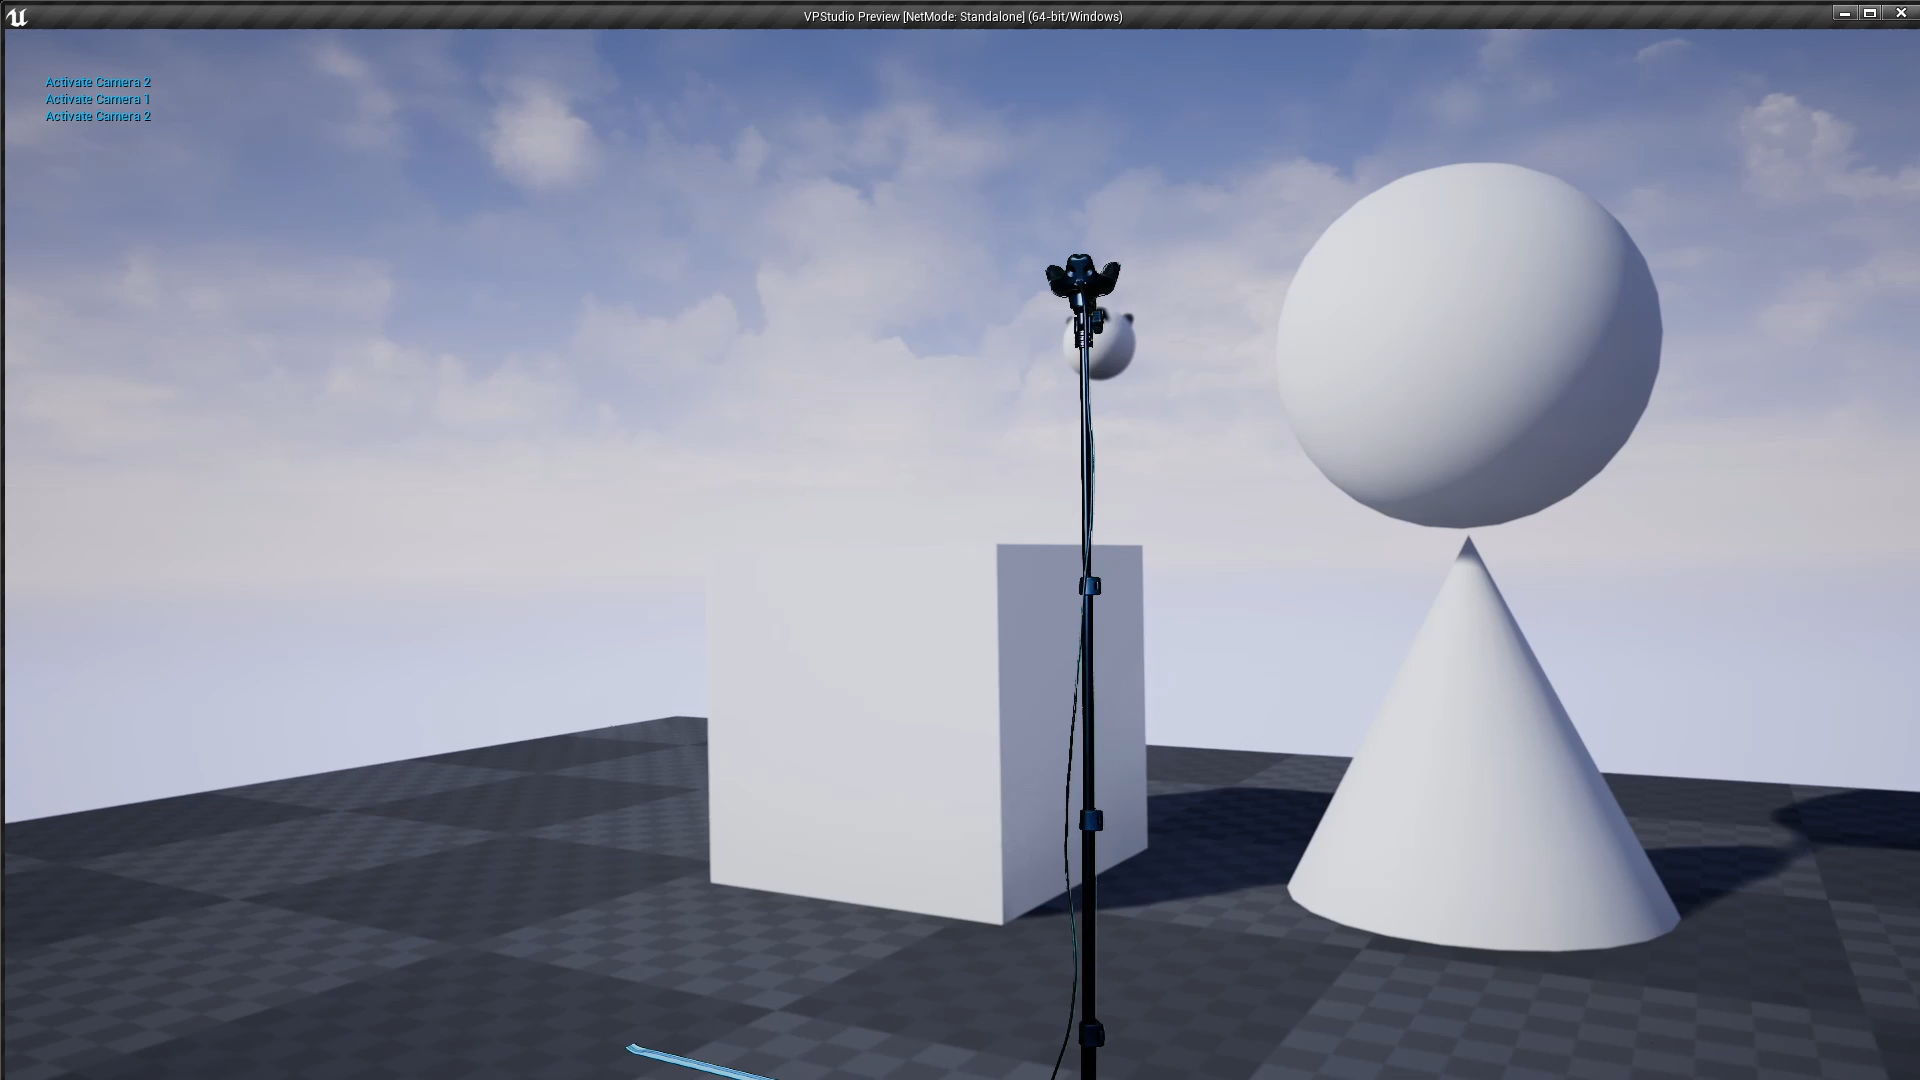 VPStudio Preview [NetMode: Standalone] (64-bit/Windows)
Activate Camera 2
Activate Camera 1
Activate Camera 2